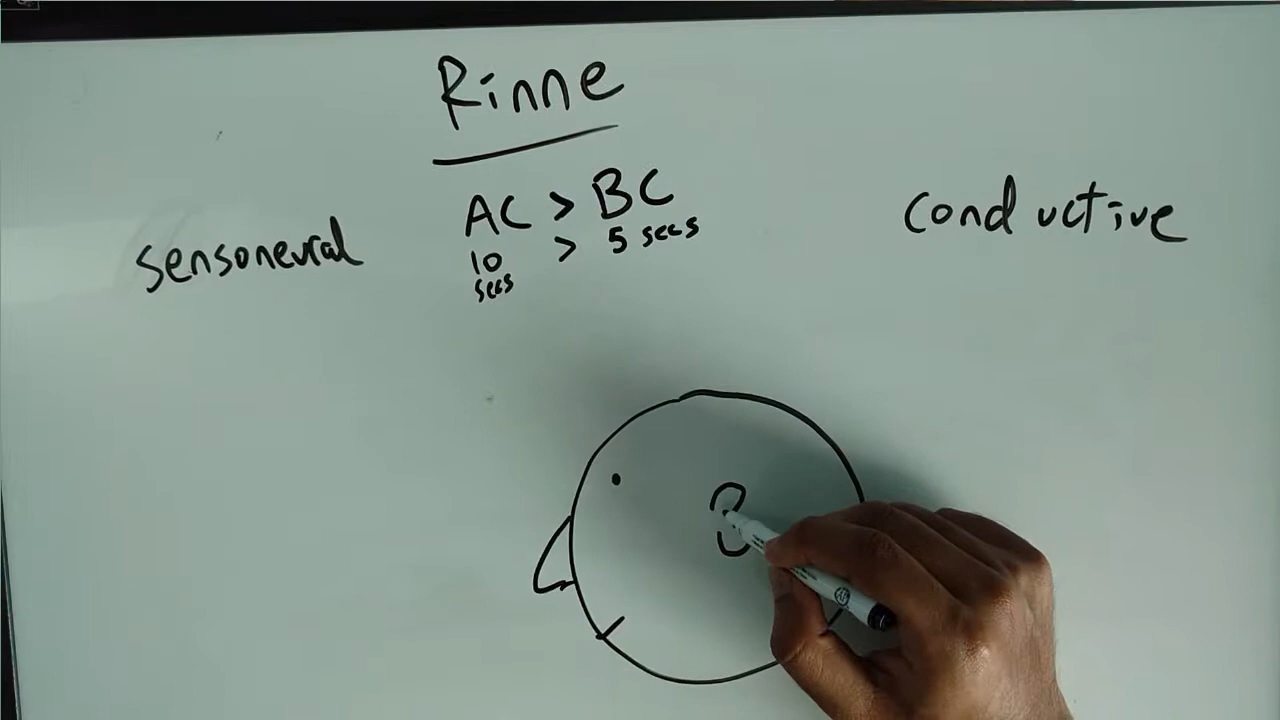 Rinne
AC > BC
10 secs > 5 secs
sensoneural
conductive